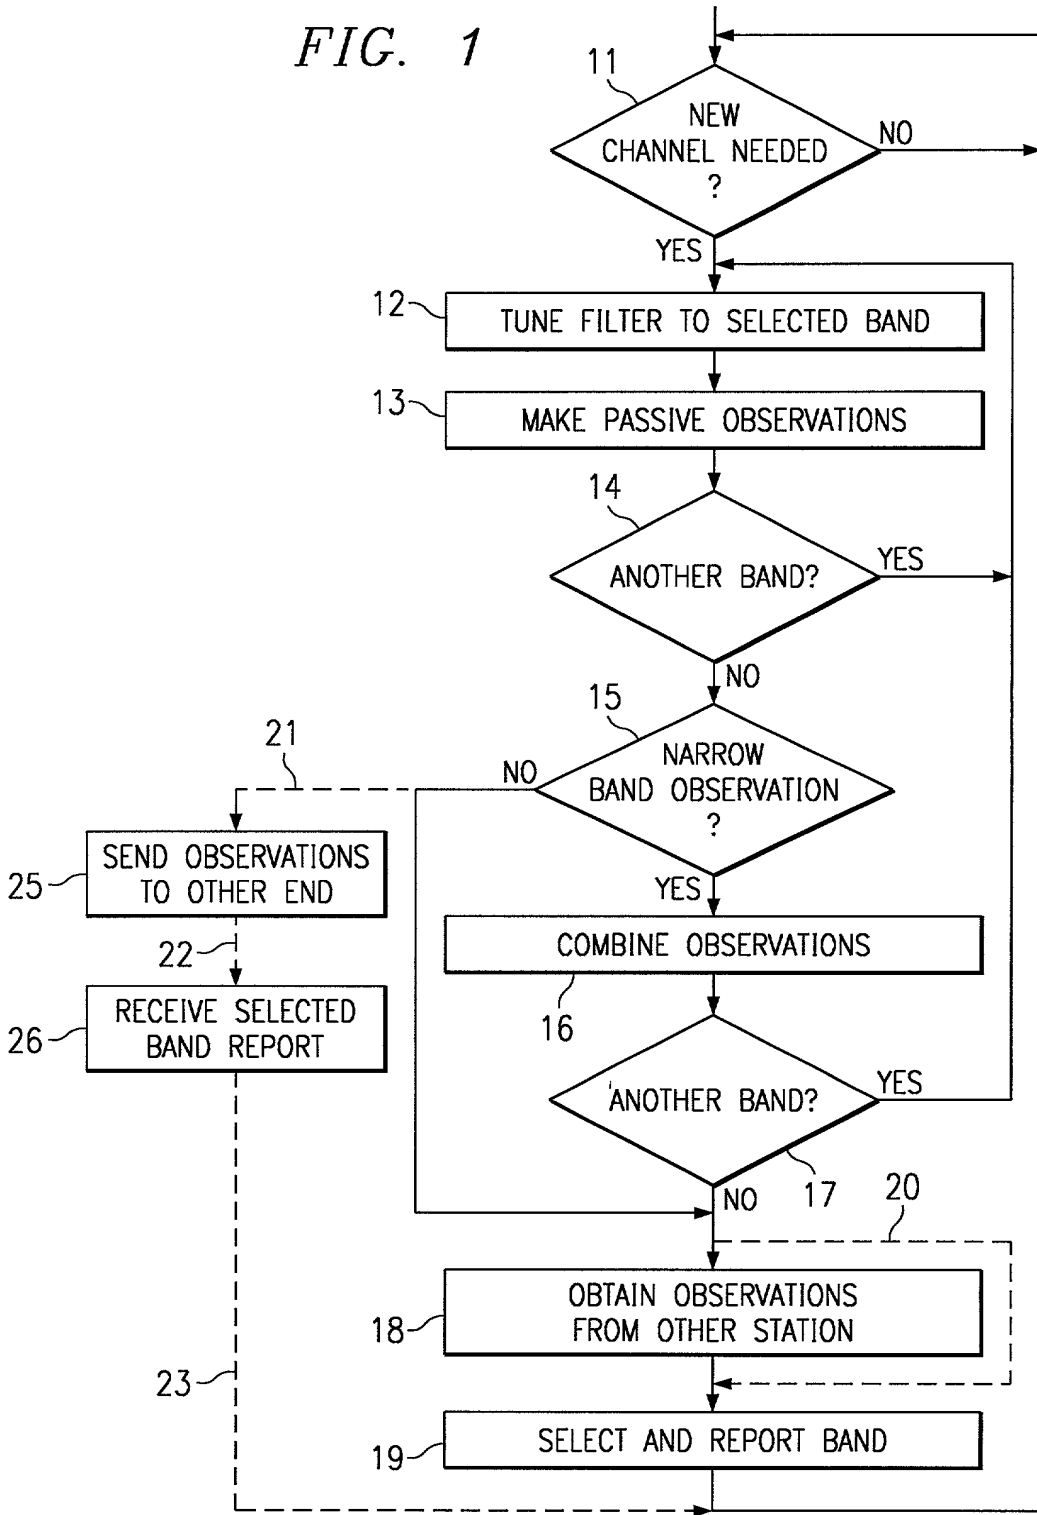 FIG. 1
11
NEW
CHANNEL NEEDED
?
NO
YES
12
TUNE FILTER TO SELECTED BAND
13
MAKE PASSIVE OBSERVATIONS
14
ANOTHER BAND?
YES
NO
15
NARROW
BAND OBSERVATION
?
NO
21
SEND OBSERVATIONS
TO OTHER END
25
YES
22
COMBINE OBSERVATIONS
16
RECEIVE SELECTED
BAND REPORT
26
ANOTHER BAND?
YES
17
NO
20
OBTAIN OBSERVATIONS
FROM OTHER STATION
18
23
SELECT AND REPORT BAND
19